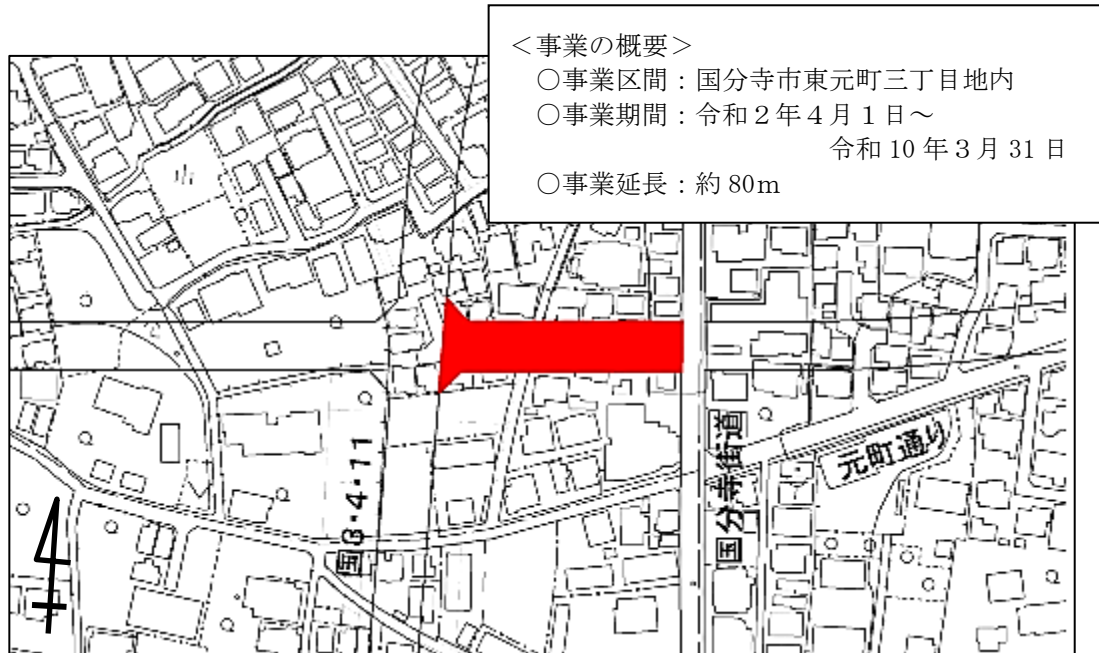 ＜事業の概要＞
○事業区間：国分寺市東元町三丁目地内
○事業期間：令和２年４月１日～
令和 10 年３月 31 日
○事業延長：約 80m
国3・4・11
国分寺街道
元町通り